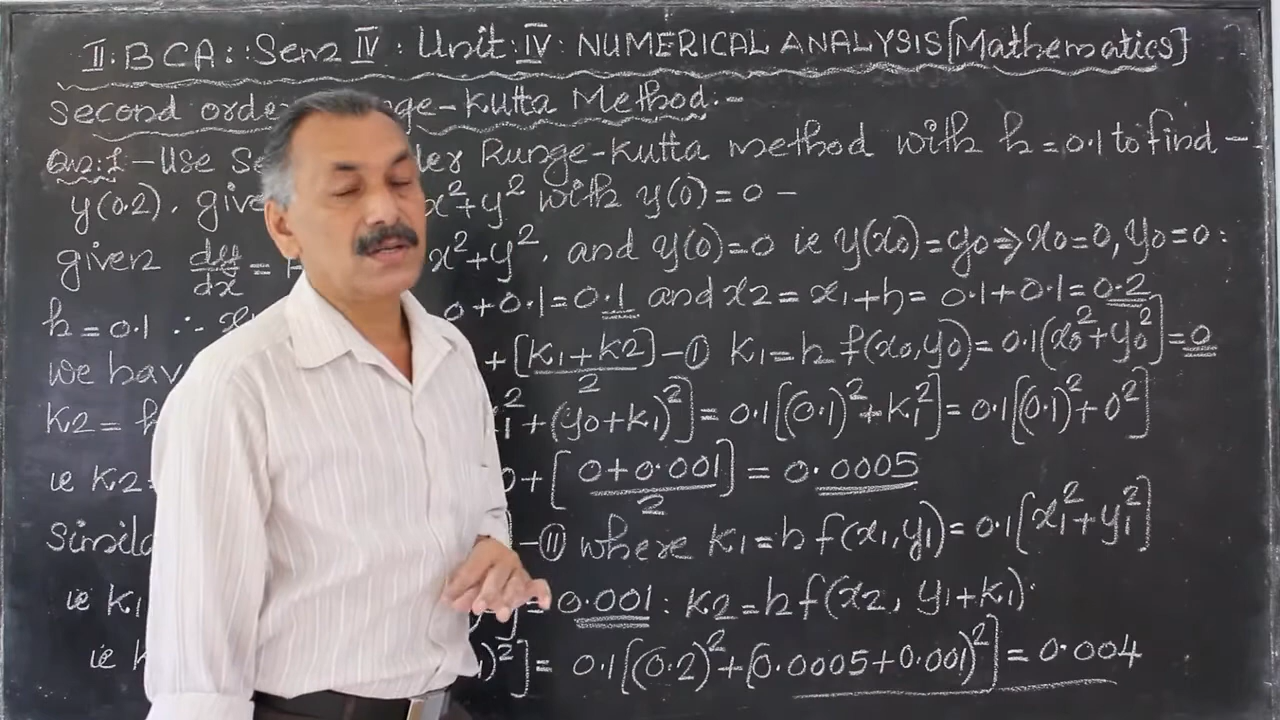 II: BCA:: Sem IV: Unit: IV: NUMERICAL ANALYSIS [Mathematics]
Second order nge-Kutta Method:-
Qns: 1 - Use Se der Runge-Kutta method with h = 0.1 to find -
y(0.2), give x²+y² with y(0) = 0 -
given dy/dx = x²+y², and y(0)=0 ie y(x0)=y0 ⇒ x0=0, y0=0:
h = 0.1 ∴ 0+0.1=0.1 and x2 = x1+h = 0.1+0.1=0.2
we hav +[K1+K2]/2 -① K1=h f(x0,y0)= 0.1(x0²+y0²]=0
K2 = h x1²+(y0+K1)²]= 0.1[(0.1)²+K1²]= 0.1[(0.1)²+0²]
ie K2= 0+[0+0.001]/2 = 0.0005
Simila ]-② where K1=h f(x1,y1)= 0.1[x1²+y1²]
ie K1 ]= 0.001: K2=h f(x2, y1+K1)
ie K )²]= 0.1[(0.2)²+(0.0005+0.001)²]=0.004